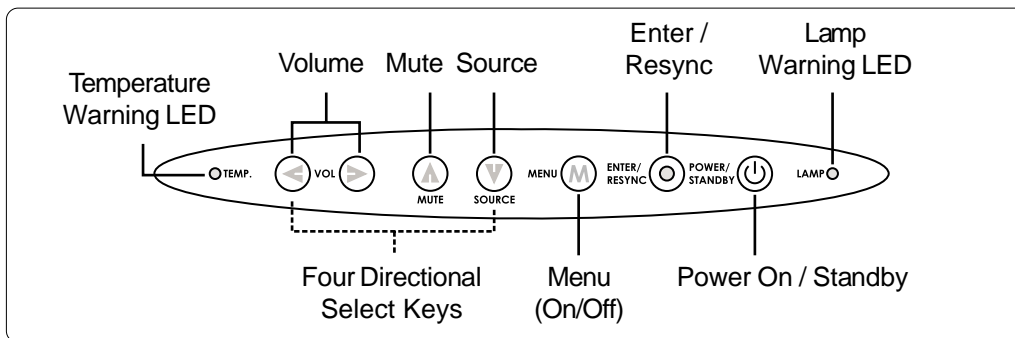 Enter /
Resync
Lamp
Warning LED
Volume
Mute
Source
Temperature
Warning LED
TEMP.
VOL
MUTE
SOURCE
MENU
M
ENTER/
RESYNC
POWER/
STANDBY
LAMP
Four Directional
Select Keys
Menu
(On/Off)
Power On / Standby